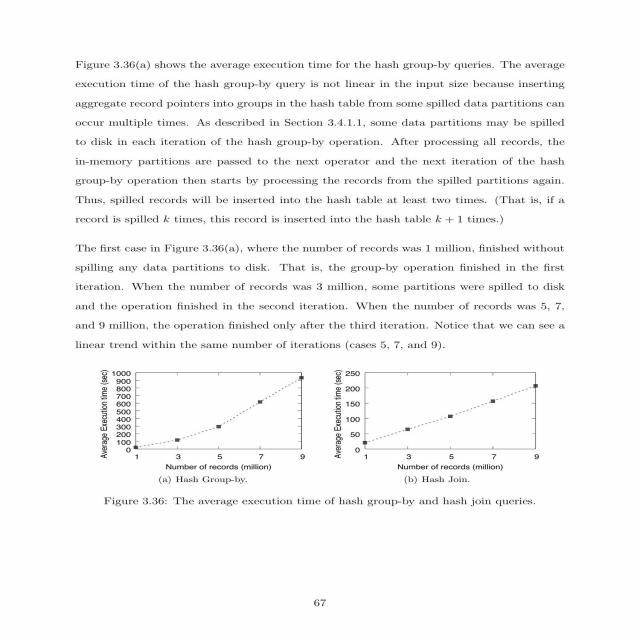 Figure 3.36(a) shows the average execution time for the hash group-by queries. The average
execution time of the hash group-by query is not linear in the input size because inserting
aggregate record pointers into groups in the hash table from some spilled data partitions can
occur multiple times. As described in Section 3.4.1.1, some data partitions may be spilled
to disk in each iteration of the hash group-by operation. After processing all records, the
in-memory partitions are passed to the next operator and the next iteration of the hash
group-by operation then starts by processing the records from the spilled partitions again.
Thus, spilled records will be inserted into the hash table at least two times. (That is, if a
record is spilled k times, this record is inserted into the hash table k + 1 times.)
The first case in Figure 3.36(a), where the number of records was 1 million, finished without
spilling any data partitions to disk. That is, the group-by operation finished in the first
iteration. When the number of records was 3 million, some partitions were spilled to disk
and the operation finished in the second iteration. When the number of records was 5, 7,
and 9 million, the operation finished only after the third iteration. Notice that we can see a
linear trend within the same number of iterations (cases 5, 7, and 9).
Average Execution time (sec)
1000
900
800
700
600
500
400
300
200
100
0
1 3 5 7 9
Number of records (million)
(a) Hash Group-by.
Average Execution time (sec)
250
200
150
100
50
0
1 3 5 7 9
Number of records (million)
(b) Hash Join.
Figure 3.36: The average execution time of hash group-by and hash join queries.
67